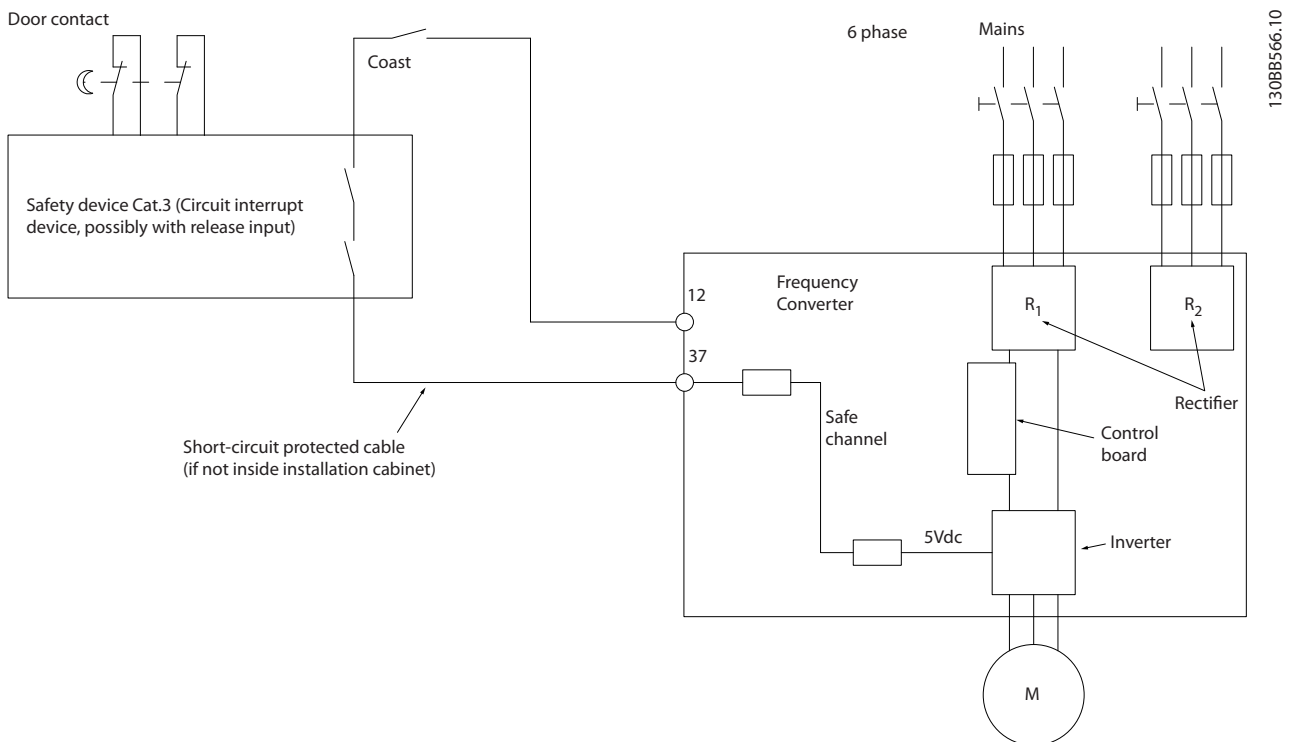 Door contact
Coast
6 phase
Mains
130BB566.10
Safety device Cat.3 (Circuit interrupt
device, possibly with release input)
12
Frequency
Converter
R1
R2
37
Safe
channel
Rectifier
Short-circuit protected cable
(if not inside installation cabinet)
Control
board
5Vdc
Inverter
M